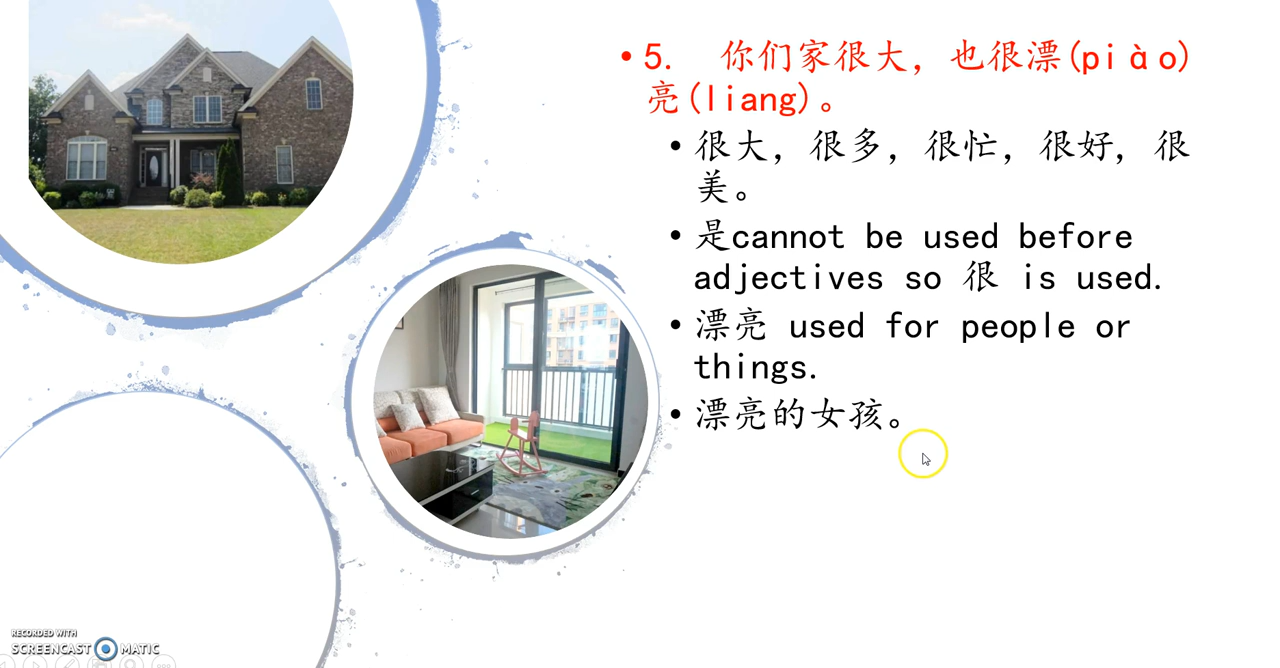 • 5. 你们家很大，也很漂(piào)
亮(liang)。
• 很大，很多，很忙，很好，很
美。
• 是cannot be used before
adjectives so 很 is used.
• 漂亮 used for people or
things.
• 漂亮的女孩。
RECORDED WITH
SCREENCAST MATIC